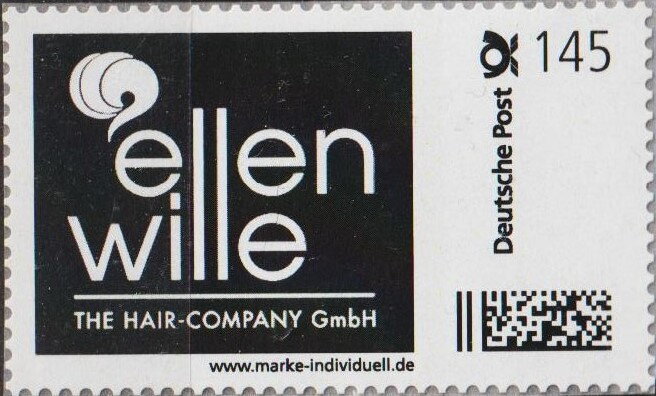 ellen
wille
THE HAIR-COMPANY GmbH
www.marke-individuell.de
Deutsche Post
145